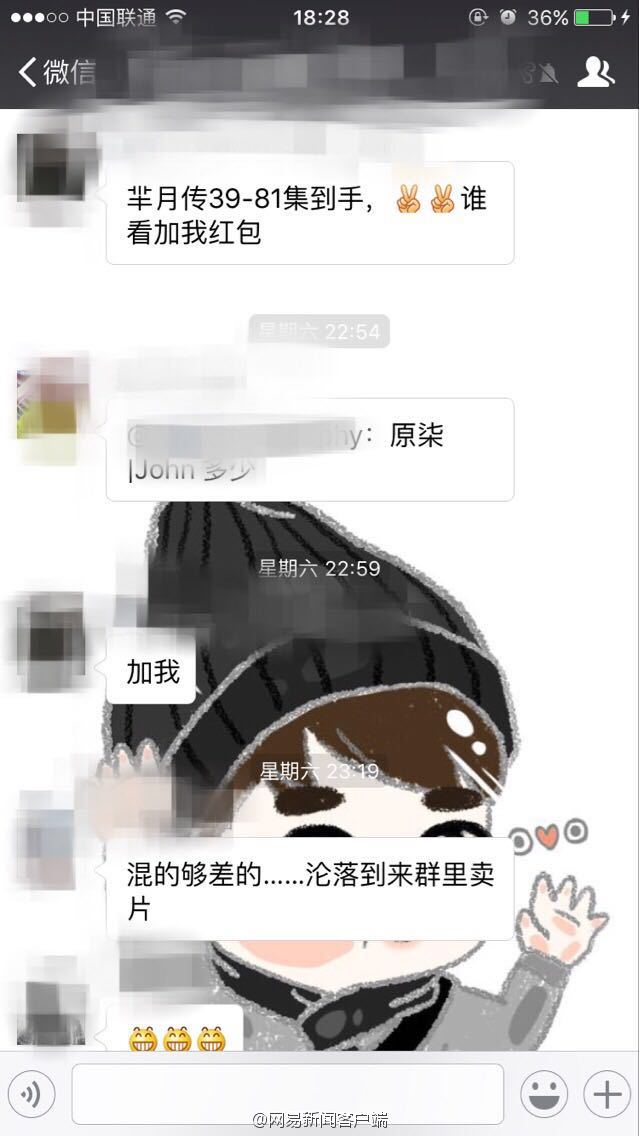 中国联通
18:28
36%
微信
芈月传39-81集到手，✌✌谁
看加我红包
星期六 22:54
hy：原柒
|John 多少
星期六 22:59
加我
星期六 23:19
混的够差的......沦落到来群里卖
片
😁😁😁
@网易新闻客户端